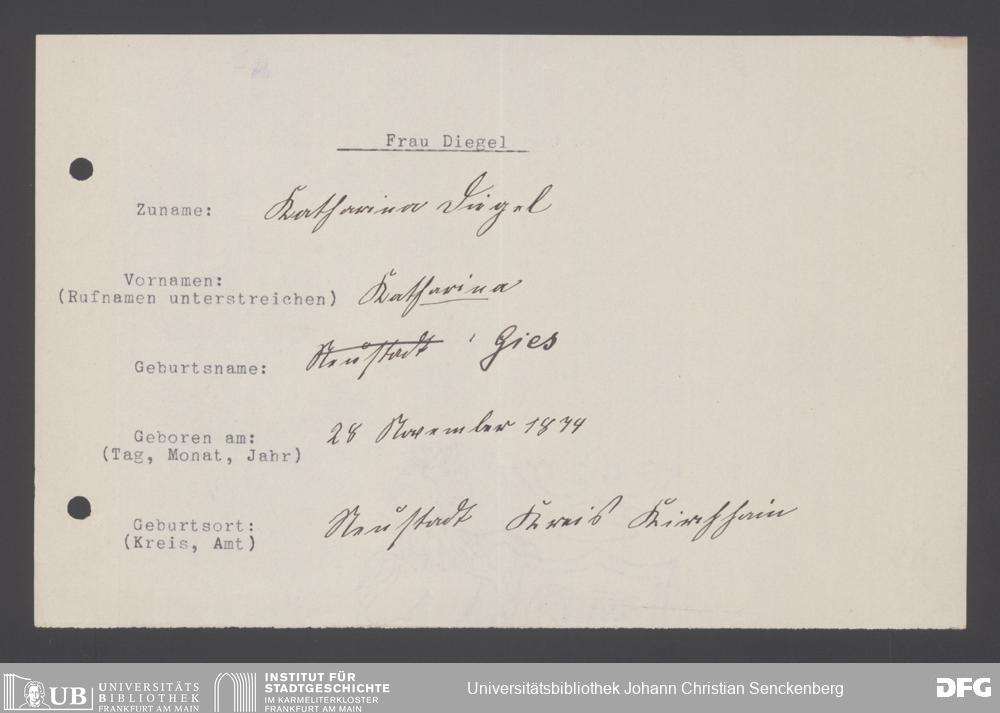 Frau Diegel
Zuname: Katharina Diegel
Vornamen: Katharina
(Rufnamen unterstreichen)
Geburtsname: Neustadt Gies
Geboren am: 28 November 1874
(Tag, Monat, Jahr)
Geburtsort: Neustadt Kreis Kirchhain
(Kreis, Amt)
UB UNIVERSITÄTS
BIBLIOTHEK
FRANKFURT AM MAIN
INSTITUT FÜR
STADTGESCHICHTE
IM KARMELITERKLOSTER
FRANKFURT AM MAIN
Universitätsbibliothek Johann Christian Senckenberg
DFG